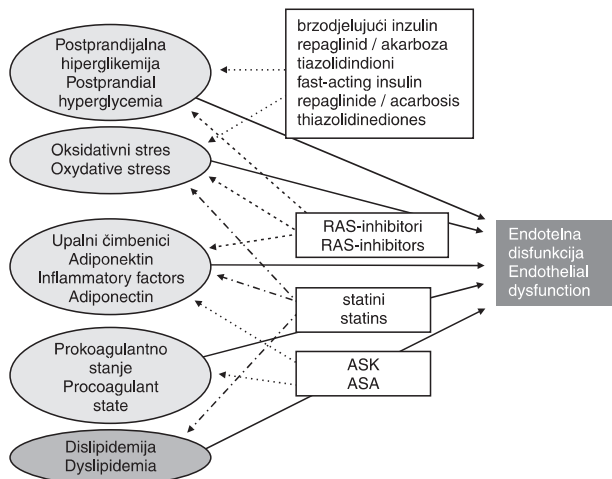 Postprandijalna
hiperglikemija
Postprandial
hyperglycemia
brzodjelujući inzulin
repaglinid / akarboza
tiazolidindioni
fast-acting insulin
repaglinide / acarbosis
thiazolidinediones
Oksidativni stres
Oxydative stress
RAS-inhibitori
RAS-inhibitors
Upalni čimbenici
Adiponektin
Inflammatory factors
Adiponectin
Endotelna
disfunkcija
Endothelial
dysfunction
statini
statins
Prokoagulantno
stanje
Procoagulant
state
ASK
ASA
Dislipidemija
Dyslipidemia